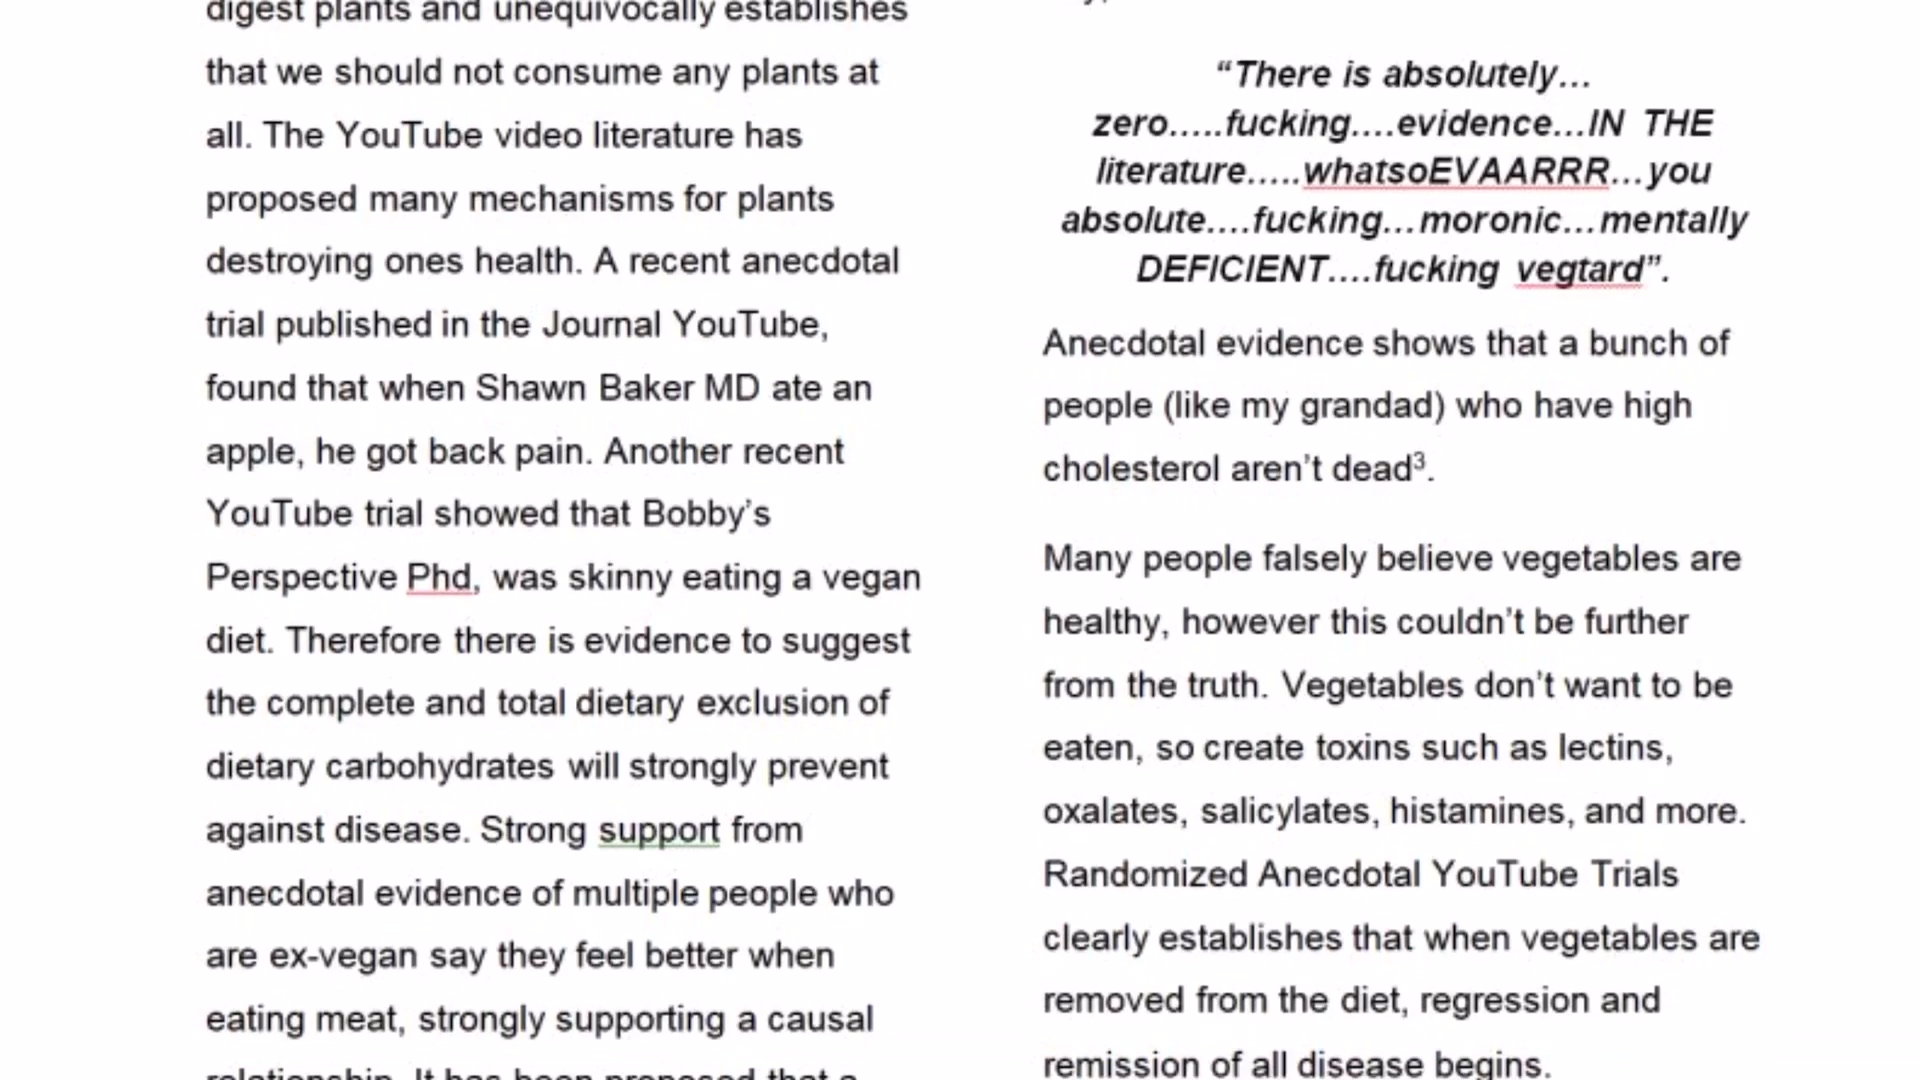 digest plants and unequivocally establishes
that we should not consume any plants at
all. The YouTube video literature has
proposed many mechanisms for plants
destroying ones health. A recent anecdotal
trial published in the Journal YouTube,
found that when Shawn Baker MD ate an
apple, he got back pain. Another recent
YouTube trial showed that Bobby’s
Perspective Phd, was skinny eating a vegan
diet. Therefore there is evidence to suggest
the complete and total dietary exclusion of
dietary carbohydrates will strongly prevent
against disease. Strong support from
anecdotal evidence of multiple people who
are ex-vegan say they feel better when
eating meat, strongly supporting a causal
relationship. It has been proposed that a
“There is absolutely…
zero…..fucking….evidence…IN THE
literature…..whatsoEVAARRR…you
absolute….fucking…moronic…mentally
DEFICIENT….fucking vegtard”.
Anecdotal evidence shows that a bunch of
people (like my grandad) who have high
cholesterol aren’t dead³.
Many people falsely believe vegetables are
healthy, however this couldn’t be further
from the truth. Vegetables don’t want to be
eaten, so create toxins such as lectins,
oxalates, salicylates, histamines, and more.
Randomized Anecdotal YouTube Trials
clearly establishes that when vegetables are
removed from the diet, regression and
remission of all disease begins.